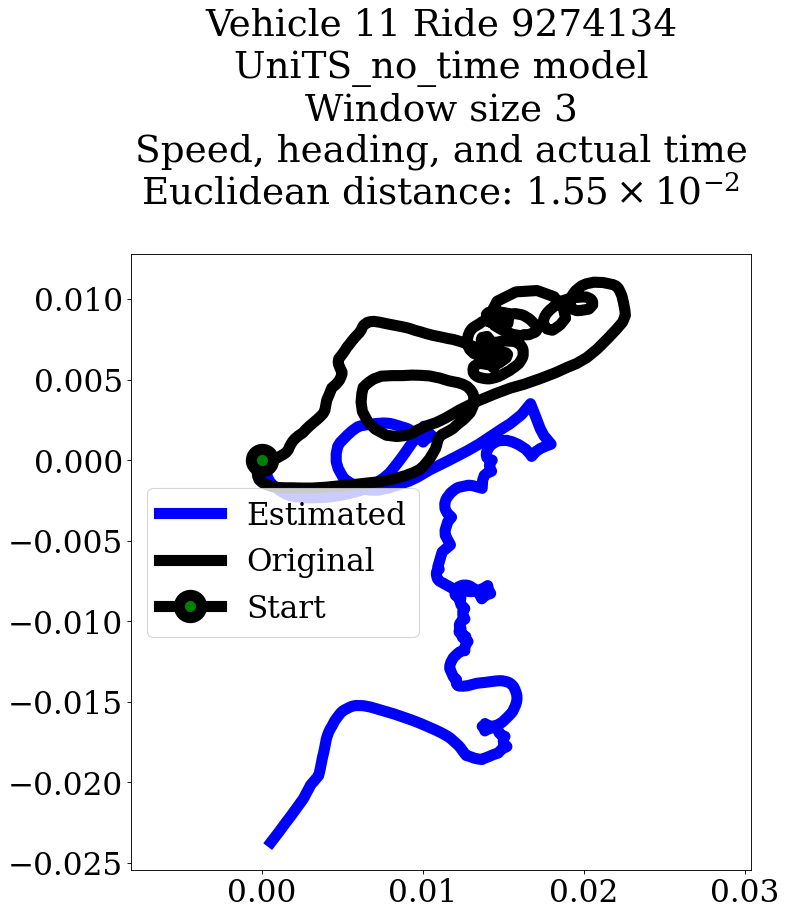 Vehicle 11 Ride 9274134
UniTS_no_time model
Window size 3
Speed, heading, and actual time
Euclidean distance: 1.55 × 10⁻²
0.010
0.005
0.000
−0.005
−0.010
−0.015
−0.020
−0.025
Estimated
Original
Start
0.00 0.01 0.02 0.03